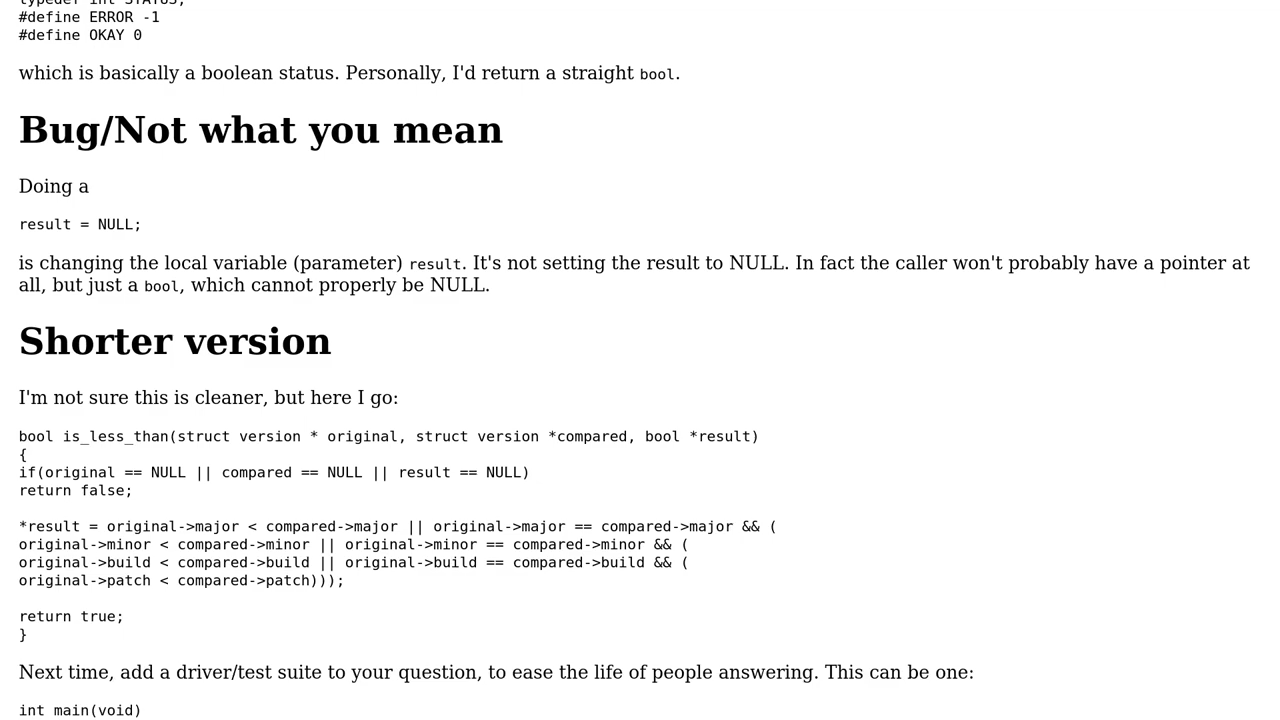 typedef int STATUS;
#define ERROR -1
#define OKAY 0
which is basically a boolean status. Personally, I'd return a straight bool.
Bug/Not what you mean
Doing a
result = NULL;
is changing the local variable (parameter) result. It's not setting the result to NULL. In fact the caller won't probably have a pointer at
all, but just a bool, which cannot properly be NULL.
Shorter version
I'm not sure this is cleaner, but here I go:
bool is_less_than(struct version * original, struct version *compared, bool *result)
{
if(original == NULL || compared == NULL || result == NULL)
return false;
*result = original->major < compared->major || original->major == compared->major && (
original->minor < compared->minor || original->minor == compared->minor && (
original->build < compared->build || original->build == compared->build && (
original->patch < compared->patch)));
return true;
}
Next time, add a driver/test suite to your question, to ease the life of people answering. This can be one:
int main(void)